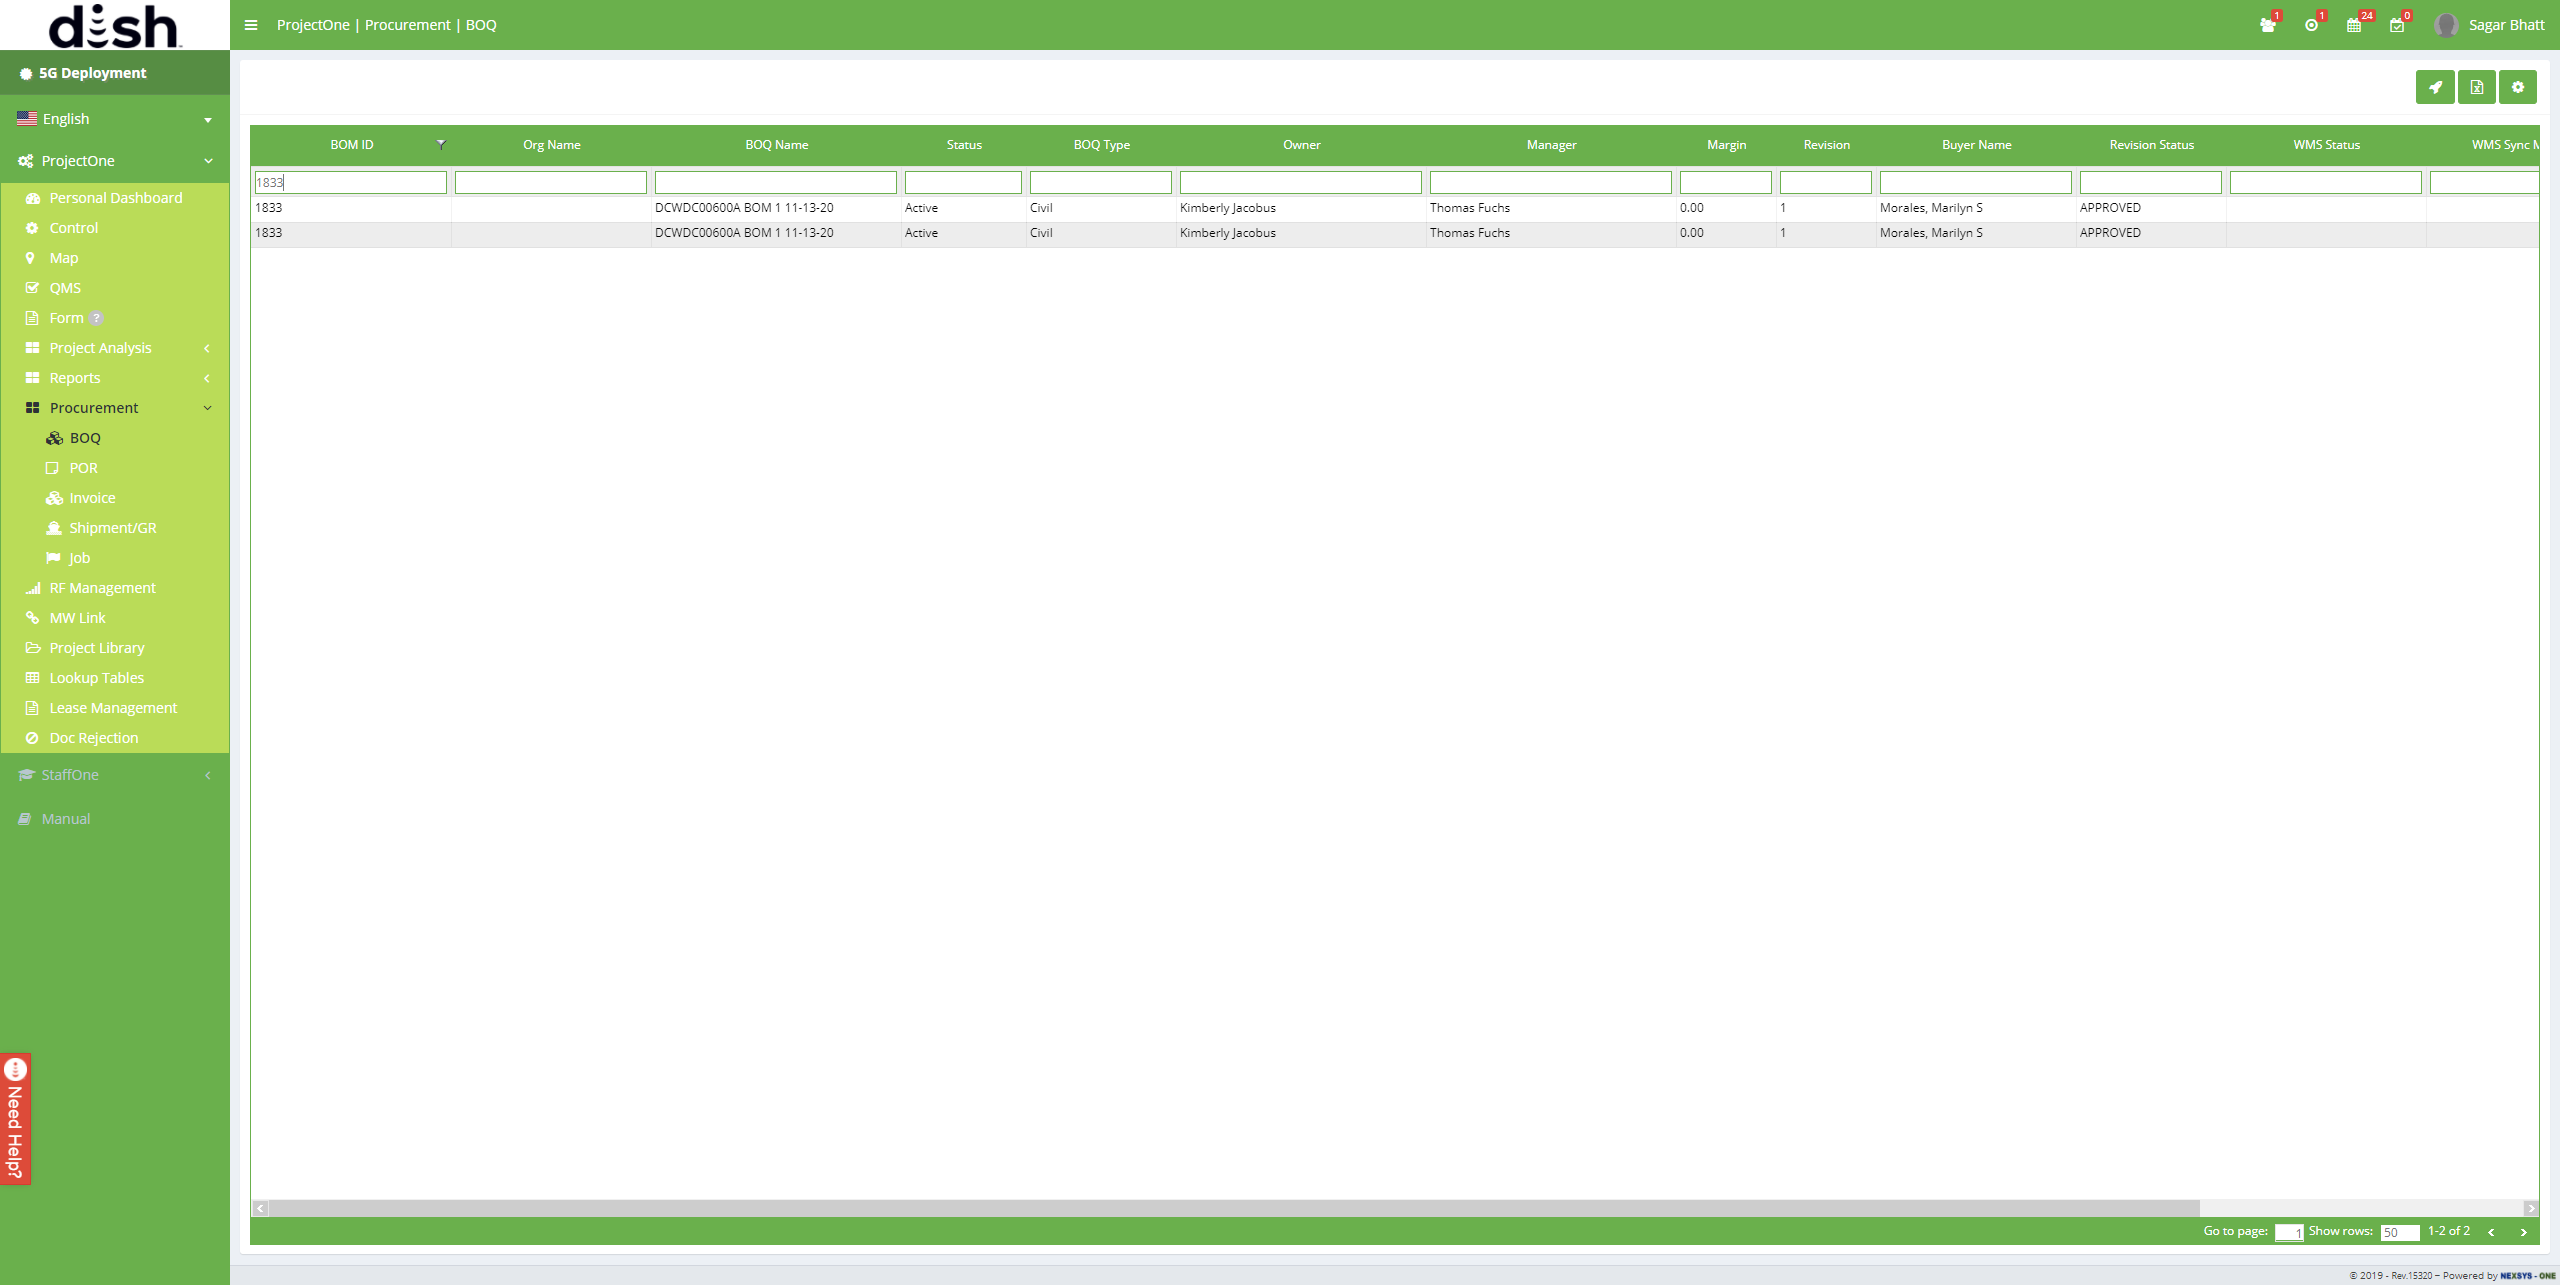 dish
ProjectOne | Procurement | BOQ
1
1
24
0
Sagar Bhatt
5G Deployment
English
ProjectOne
Personal Dashboard
Control
Map
QMS
Form ?
Project Analysis
Reports
Procurement
BOQ
POR
Invoice
Shipment/GR
Job
RF Management
MW Link
Project Library
Lookup Tables
Lease Management
Doc Rejection
StaffOne
Manual
Need Help?
BOM ID Org Name BOQ Name Status BOQ Type Owner Manager Margin Revision Buyer Name Revision Status WMS Status WMS Sync M
1833
1833 DCWDC00600A BOM 1 11-13-20 Active Civil Kimberly Jacobus Thomas Fuchs 0.00 1 Morales, Marilyn S APPROVED
1833 DCWDC00600A BOM 1 11-13-20 Active Civil Kimberly Jacobus Thomas Fuchs 0.00 1 Morales, Marilyn S APPROVED
Go to page: 1 Show rows: 50 1-2 of 2
© 2019 - Rev.15320 – Powered by NEXSYS - ONE